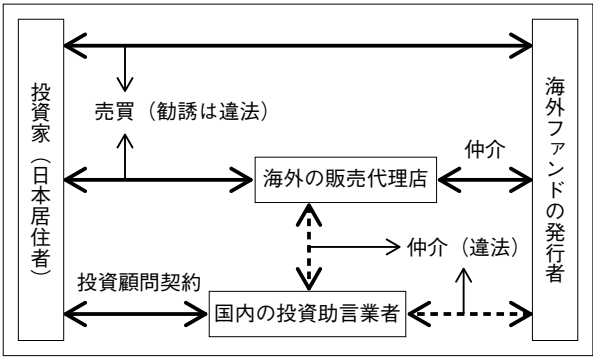 投資家（日本居住者）
売買（勧誘は違法）
海外の販売代理店
仲介
仲介（違法）
投資顧問契約
国内の投資助言業者
海外ファンドの発行者